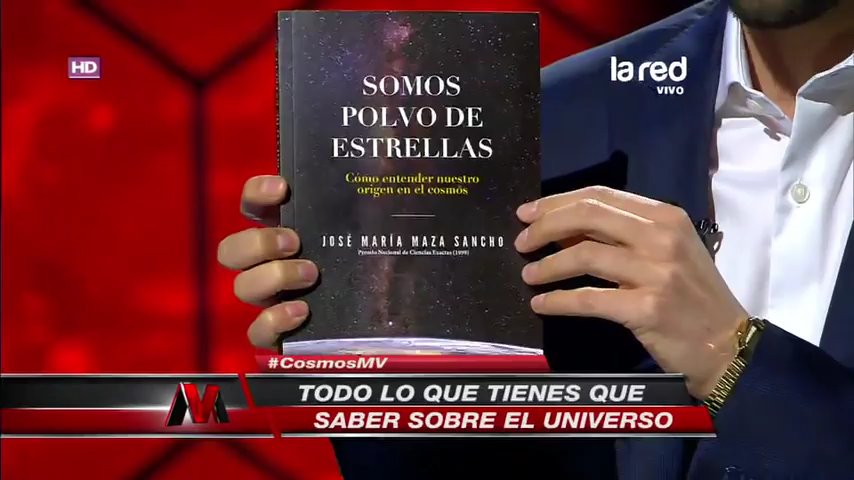 HD
la red
VIVO
SOMOS
POLVO DE
ESTRELLAS
Cómo entender nuestro
origen en el cosmos
JOSÉ MARÍA MAZA SANCHO
Premio Nacional de Ciencias Exactas (1999)
#CosmosMV
MV
TODO LO QUE TIENES QUE
SABER SOBRE EL UNIVERSO